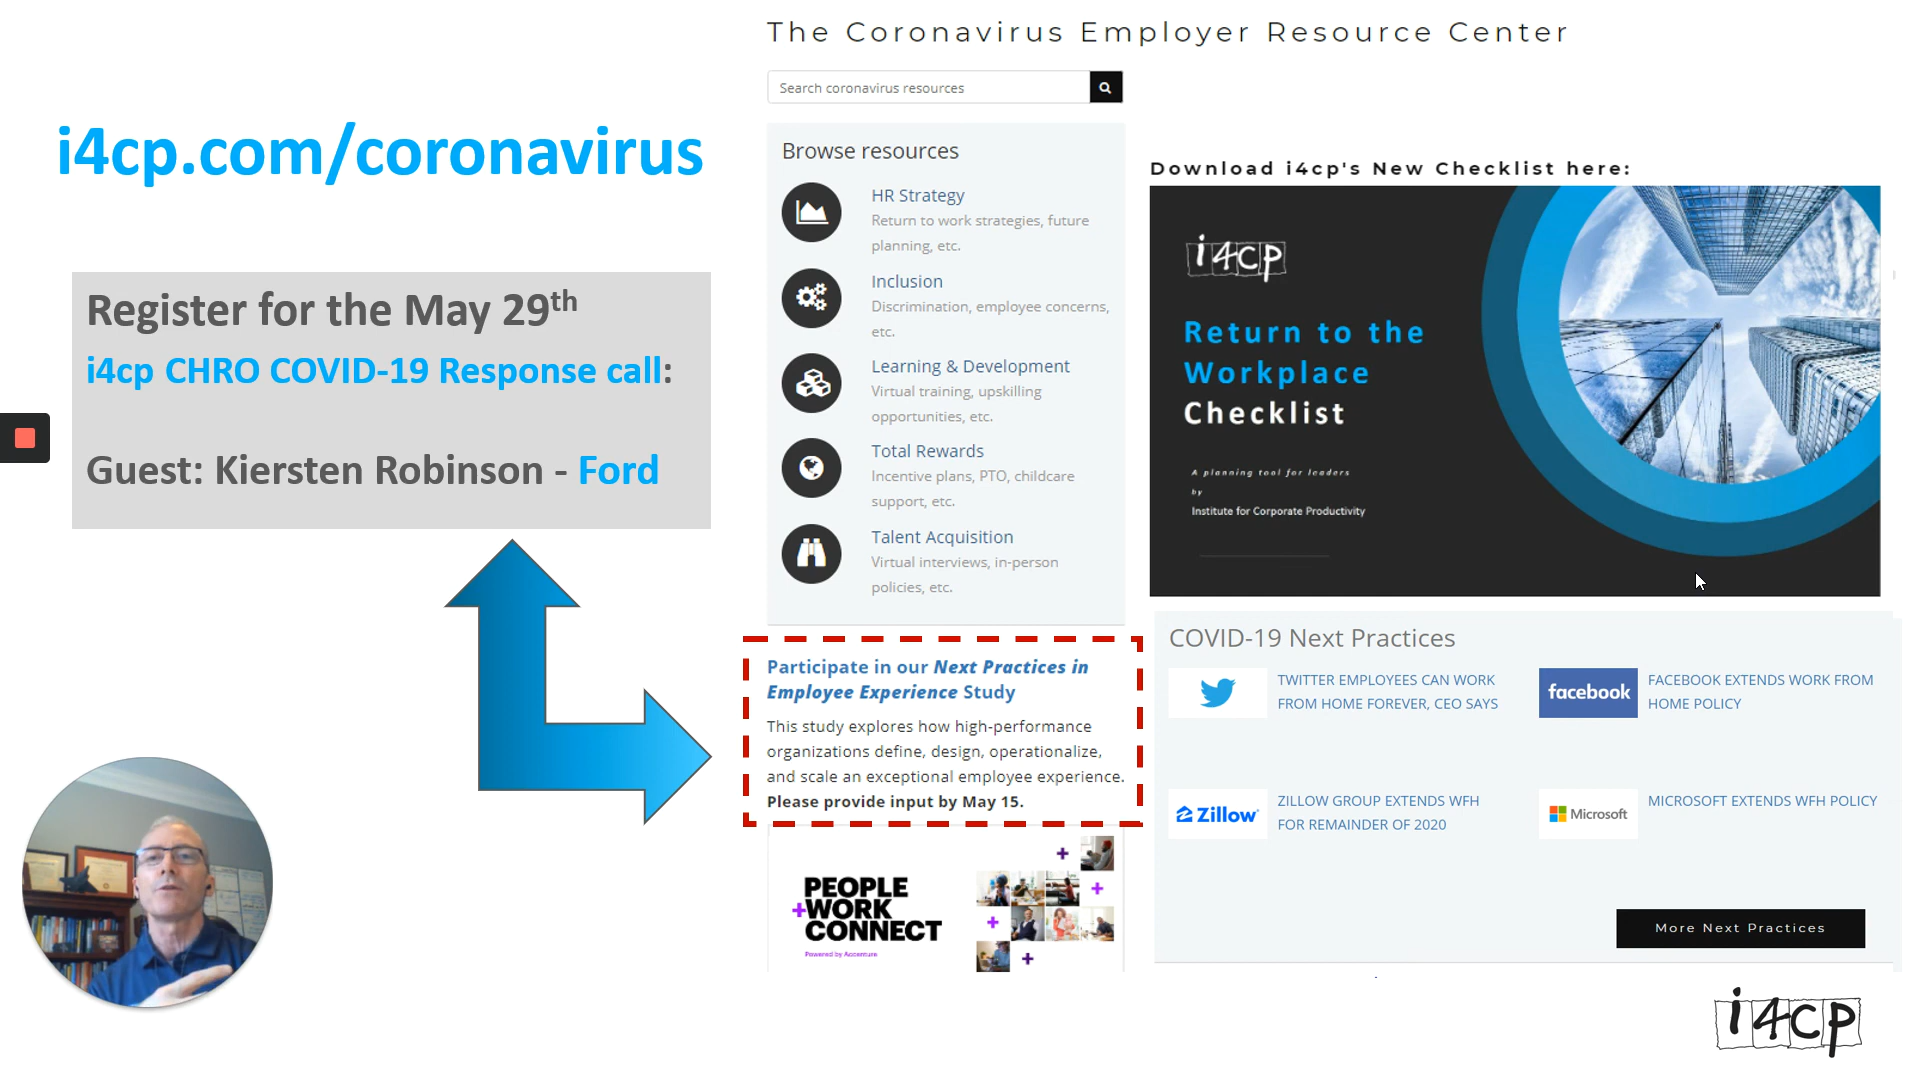 The Coronavirus Employer Resource Center
Search coronavirus resources
i4cp.com/coronavirus
Register for the May 29th
i4cp CHRO COVID-19 Response call:
Guest: Kiersten Robinson - Ford
Browse resources
HR Strategy
Return to work strategies, future
planning, etc.
Inclusion
Discrimination, employee concerns,
etc.
Learning & Development
Virtual training, upskilling
opportunities, etc.
Total Rewards
Incentive plans, PTO, childcare
support, etc.
Talent Acquisition
Virtual interviews, in-person
policies, etc.
Participate in our Next Practices in
Employee Experience Study
This study explores how high-performance
organizations define, design, operationalize,
and scale an exceptional employee experience.
Please provide input by May 15.
PEOPLE
+WORK
CONNECT
Powered by Accenture
Download i4cp's New Checklist here:
i4cp
Return to the
Workplace
Checklist
A planning tool for leaders
by
Institute for Corporate Productivity
COVID-19 Next Practices
TWITTER EMPLOYEES CAN WORK
FROM HOME FOREVER, CEO SAYS
facebook
FACEBOOK EXTENDS WORK FROM
HOME POLICY
Zillow
ZILLOW GROUP EXTENDS WFH
FOR REMAINDER OF 2020
Microsoft
MICROSOFT EXTENDS WFH POLICY
More Next Practices
i4cp